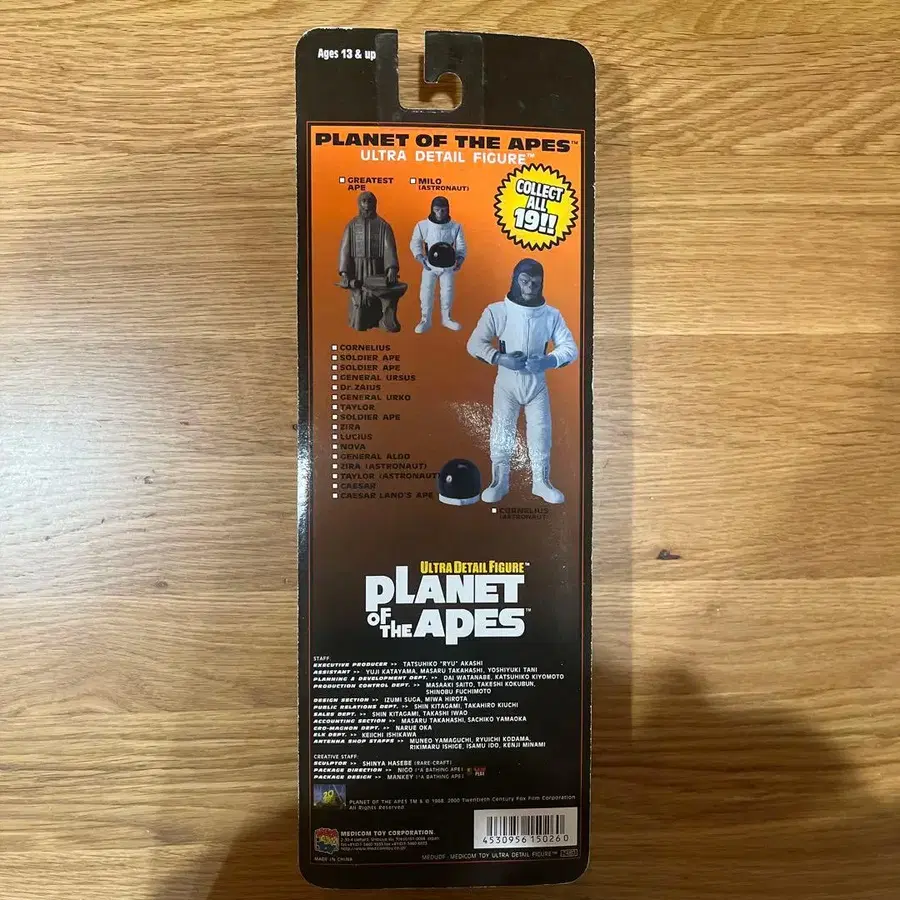 Ages 13 & up
PLANET OF THE APES™
ULTRA DETAIL FIGURE™
GREATEST APE
MILO (ASTRONAUT)
COLLECT ALL 19!!
CORNELIUS
SOLDIER APE
SOLDIER APE
GENERAL URSUS
Dr. ZAIUS
GENERAL URKO
TAYLOR
SOLDIER APE
ZIRA
LUCIUS
NOVA
GENERAL ALDO
ZIRA (ASTRONAUT)
TAYLOR (ASTRONAUT)
CAESAR
CAESAR LAND'S APE
CORNELIUS
(ASTRONAUT)
ULTRA DETAIL FIGURE™
PLANET OF THE APES™
STAFF:
EXECUTIVE PRODUCER >> TATSUHIKO "RYU" AKASHI
ASSISTANT >> YUJI KATAYAMA, MASARU TAKAHASHI, YOSHIYUKI TANI
PLANNING & DEVELOPMENT DEPT. >> DAI WATANABE, KATSUHIKO KIYOMOTO
PRODUCTION CONTROL DEPT. >> MASAAKI SAITO, TAKESHI KOKUBUN,
SHINOBU FUCHIMOTO
DESIGN SECTION >> IZUMI SUGA, MIWA HIROTA
PUBLIC RELATIONS DEPT. >> SHIN KITAGAMI, TAKAHIRO KIUCHI
SALES DEPT. >> SHIN KITAGAMI, TAKASHI IWAO
ACCOUNTING SECTION >> MASARU TAKAHASHI, SACHIKO YAMAOKA
CRO-MAGNON DEPT. >> NARUE OKA
ELK DEPT. >> KEIICHI ISHIKAWA
ANTENNA SHOP STAFFS >> MUNEO YAMAGUCHI, RYUICHI KODAMA,
RIKIMARU ISHIGE, ISAMU IDO, KENJI MINAMI
CREATIVE STAFF:
SCULPTOR >> SHINYA HASEBE (RARE-CRAFT)
PACKAGE DIRECTION >> NIGO (*A BATHING APE)
PACKAGE DESIGN >> MANKEY (*A BATHING APE)
PLANET OF THE APES TM & © 1968, 2000 Twentieth Century Fox Film Corporation
All Rights Reserved
MEDICOM TOY CORPORATION
MADE IN CHINA
4530956 150260
MEDUDF: MEDICOM TOY ULTRA DETAIL FIGURE™